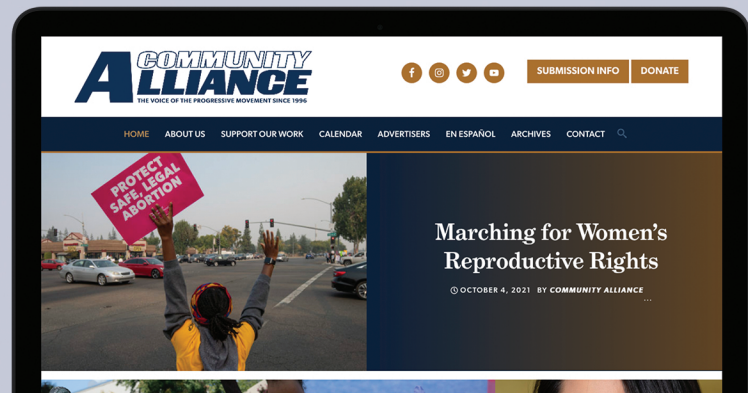 COMMUNITY
ALLIANCE
THE VOICE OF THE PROGRESSIVE MOVEMENT SINCE 1996
SUBMISSION INFO
DONATE
HOME
ABOUT US
SUPPORT OUR WORK
CALENDAR
ADVERTISERS
EN ESPAÑOL
ARCHIVES
CONTACT
PROTECT
SAFE, LEGAL
ABORTION
Marching for Women's
Reproductive Rights
OCTOBER 4, 2021 BY COMMUNITY ALLIANCE
...